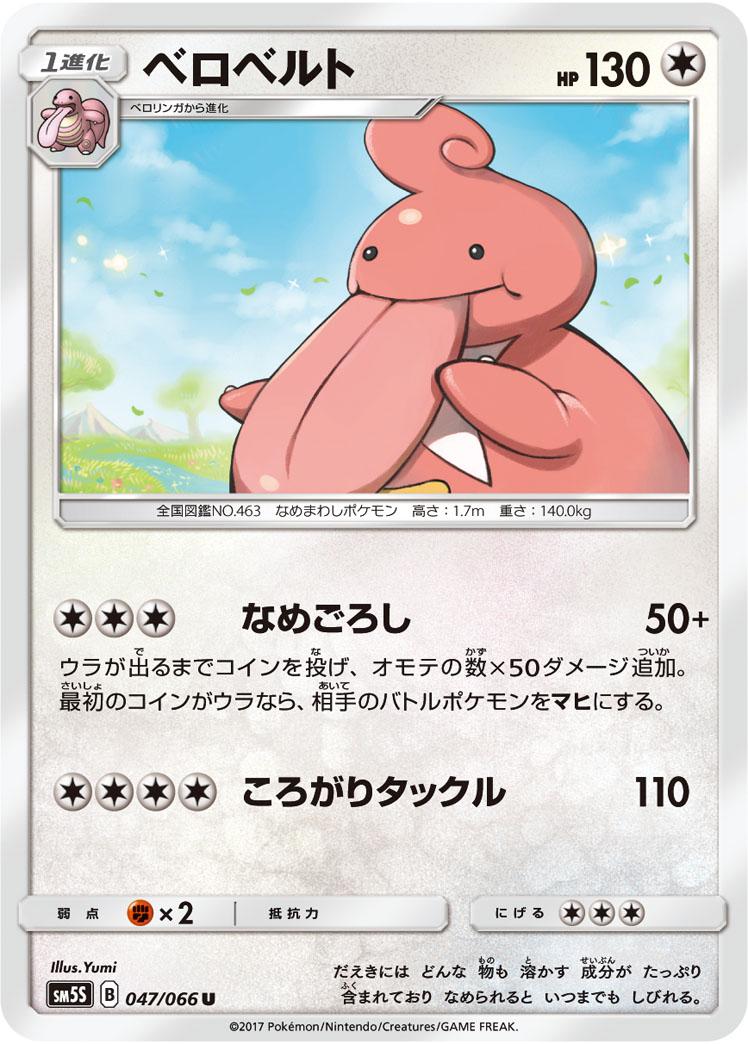 1進化
ベロベルト
HP 130
ベロリンガから進化
全国図鑑NO.463 なめまわしポケモン 高さ:1.7m 重さ:140.0kg
なめごろし 50+
ウラが出るまでコインを投げ、オモテの数×50ダメージ追加。
最初のコインがウラなら、相手のバトルポケモンをマヒにする。
ころがりタックル 110
弱点 ×2 抵抗力 にげる
Illus.Yumi
SM5S B 047/066 U
だえきには どんな 物も 溶かす 成分が たっぷり
含まれており なめられると いつまでも しびれる。
©2017 Pokémon/Nintendo/Creatures/GAME FREAK.